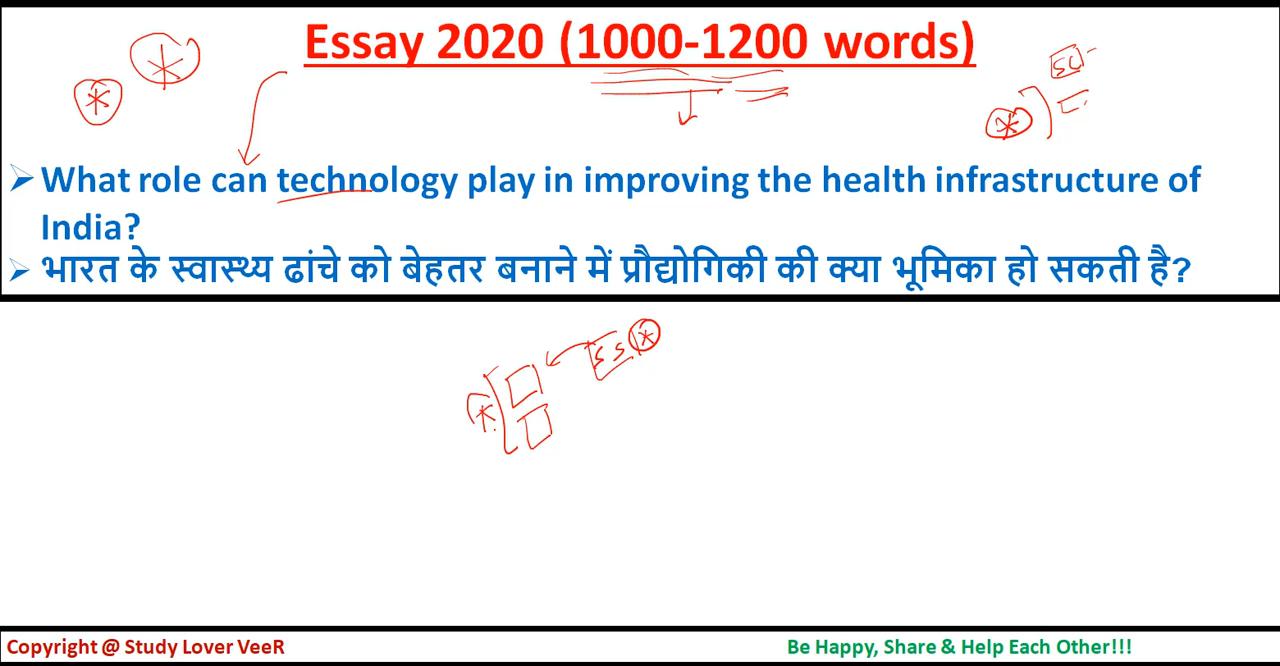 Essay 2020 (1000-1200 words)
What role can technology play in improving the health infrastructure of
India?
भारत के स्वास्थ्य ढांचे को बेहतर बनाने में प्रौद्योगिकी की क्या भूमिका हो सकती है?
Copyright @ Study Lover VeeR
Be Happy, Share & Help Each Other!!!